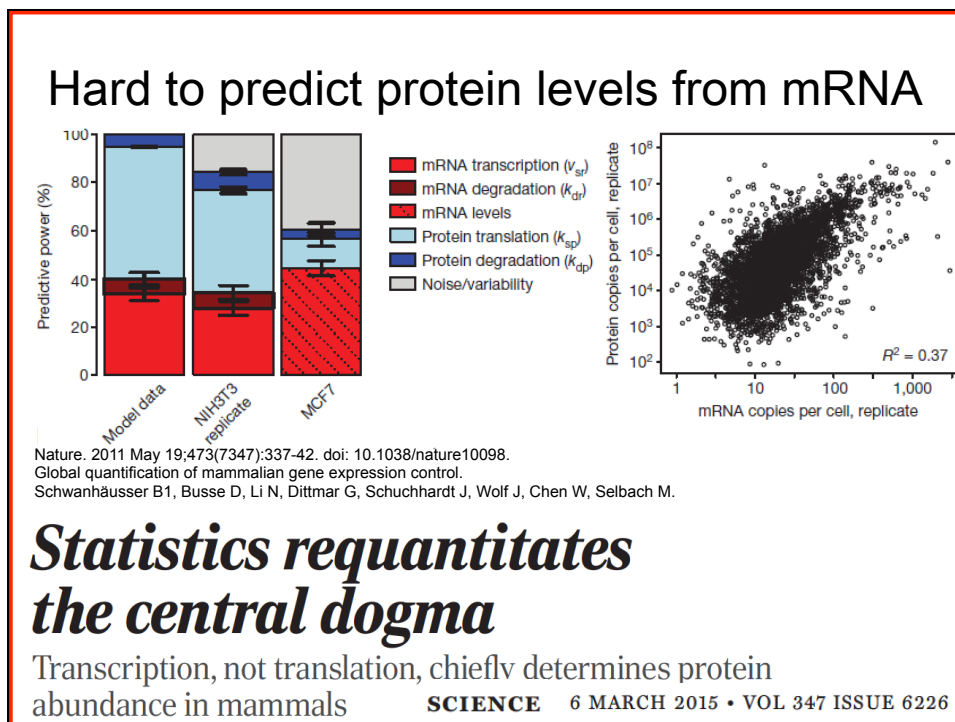 Hard to predict protein levels from mRNA
100
80
60
40
20
0
Predictive power (%)
Model data
NIH3T3
replicate
MCF7
mRNA transcription (vsr)
mRNA degradation (kdr)
mRNA levels
Protein translation (ksp)
Protein degradation (kdp)
Noise/variability
Protein copies per cell, replicate
10⁸
10⁷
10⁶
10⁵
10⁴
10³
10²
R² = 0.37
1 10 100 1,000
mRNA copies per cell, replicate
Nature. 2011 May 19;473(7347):337-42. doi: 10.1038/nature10098.
Global quantification of mammalian gene expression control.
Schwanhäusser B1, Busse D, Li N, Dittmar G, Schuchhardt J, Wolf J, Chen W, Selbach M.
Statistics requantitates
the central dogma
Transcription, not translation, chiefly determines protein
abundance in mammals
SCIENCE 6 MARCH 2015 • VOL 347 ISSUE 6226